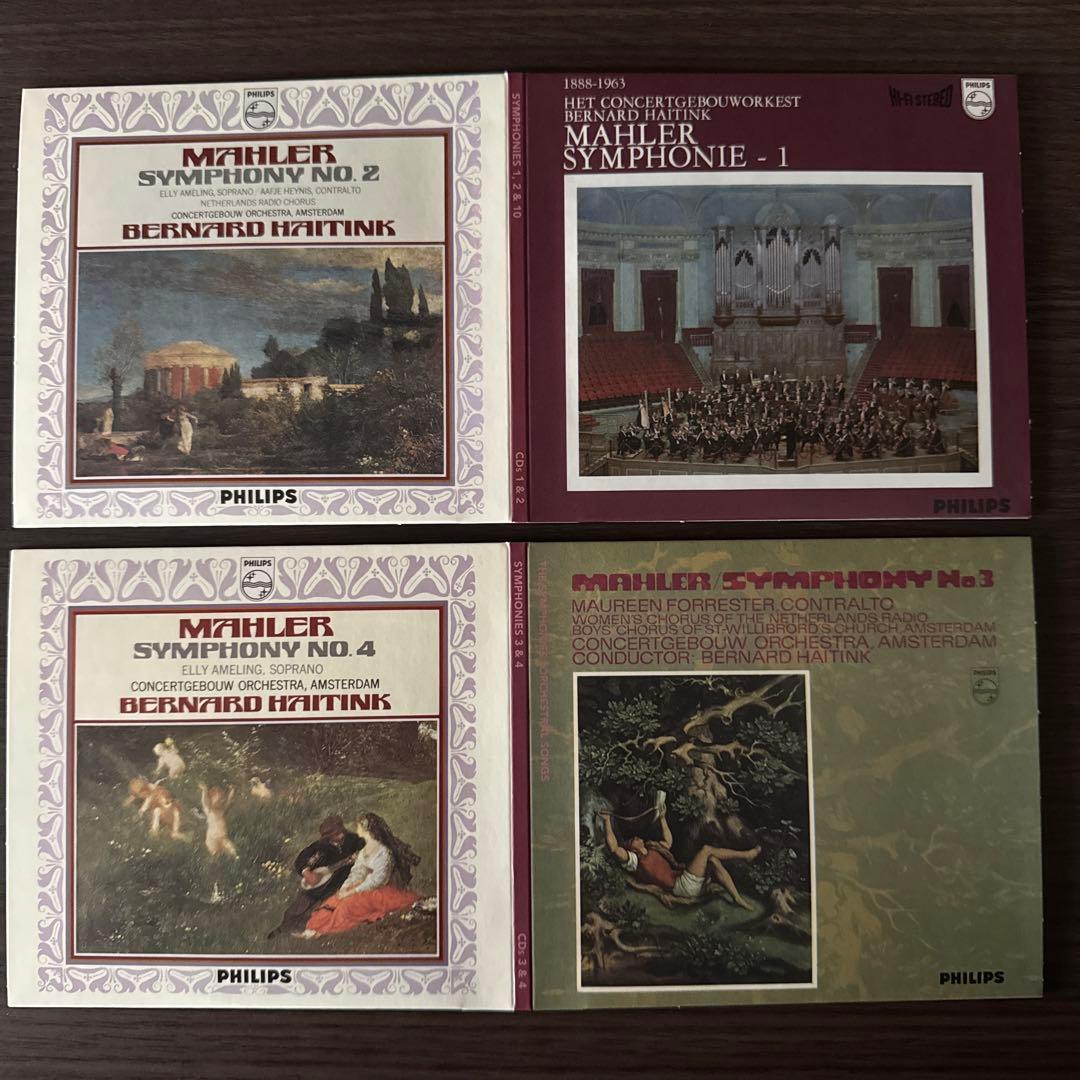 PHILIPS
MAHLER
SYMPHONY NO. 2
ELLY AMELING, SOPRANO / AAFJE HEYNIS, CONTRALTO
NETHERLANDS RADIO CHORUS
CONCERTGEBOUW ORCHESTRA, AMSTERDAM
BERNARD HAITINK
PHILIPS
SYMPHONIES 1, 2 & 10
CDs 1 & 2
1888-1963
HET CONCERTGEBOUWORKEST
BERNARD HAITINK
MAHLER
SYMPHONIE - 1
HI-FI STEREO
PHILIPS
PHILIPS
PHILIPS
MAHLER
SYMPHONY NO. 4
ELLY AMELING, SOPRANO
CONCERTGEBOUW ORCHESTRA, AMSTERDAM
BERNARD HAITINK
PHILIPS
SYMPHONIES 3 & 4
CDs 3 & 4
THE SYMPHONIES & ORCHESTRAL SONGS
MAHLER/SYMPHONY No 3
MAUREEN FORRESTER, CONTRALTO
WOMEN'S CHORUS OF THE NETHERLANDS RADIO
BOYS' CHORUS OF ST. WILLIBRORD'S CHURCH, AMSTERDAM
CONCERTGEBOUW ORCHESTRA, AMSTERDAM
CONDUCTOR: BERNARD HAITINK
PHILIPS
PHILIPS